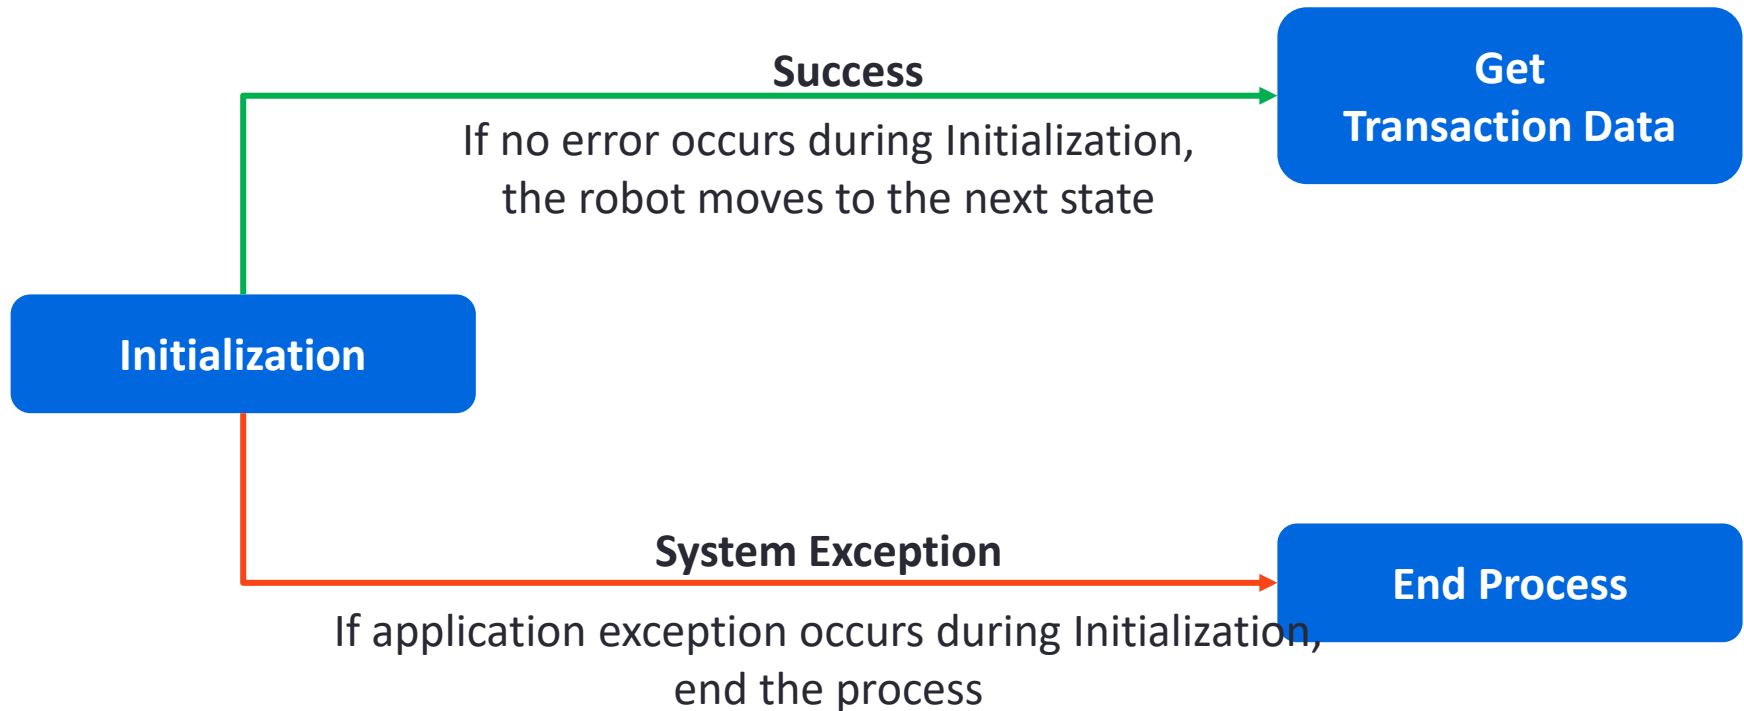 Success
Get
Transaction Data
If no error occurs during Initialization,
the robot moves to the next state
Initialization
System Exception
End Process
If application exception occurs during Initialization,
end the process